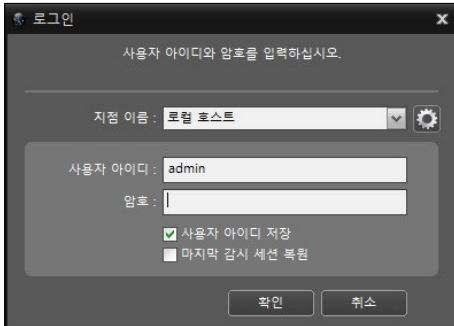 로그인
사용자 아이디와 암호를 입력하십시오.
지점 이름 : 로컬 호스트
사용자 아이디 : admin
암호 :
사용자 아이디 저장
마지막 감시 세션 복원
확인 취소